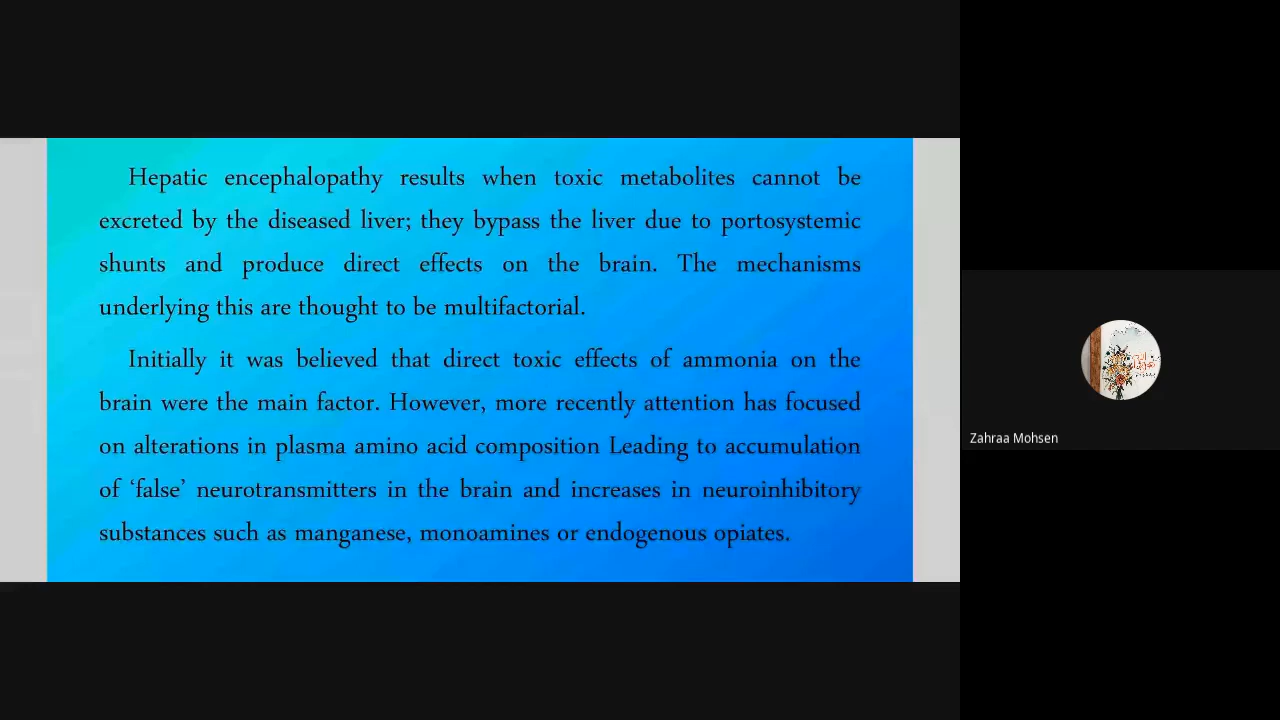 Hepatic encephalopathy results when toxic metabolites cannot be
excreted by the diseased liver; they bypass the liver due to portosystemic
shunts and produce direct effects on the brain. The mechanisms
underlying this are thought to be multifactorial.
Initially it was believed that direct toxic effects of ammonia on the
brain were the main factor. However, more recently attention has focused
on alterations in plasma amino acid composition Leading to accumulation
of ‘false’ neurotransmitters in the brain and increases in neuroinhibitory
substances such as manganese, monoamines or endogenous opiates.
Zahraa Mohsen